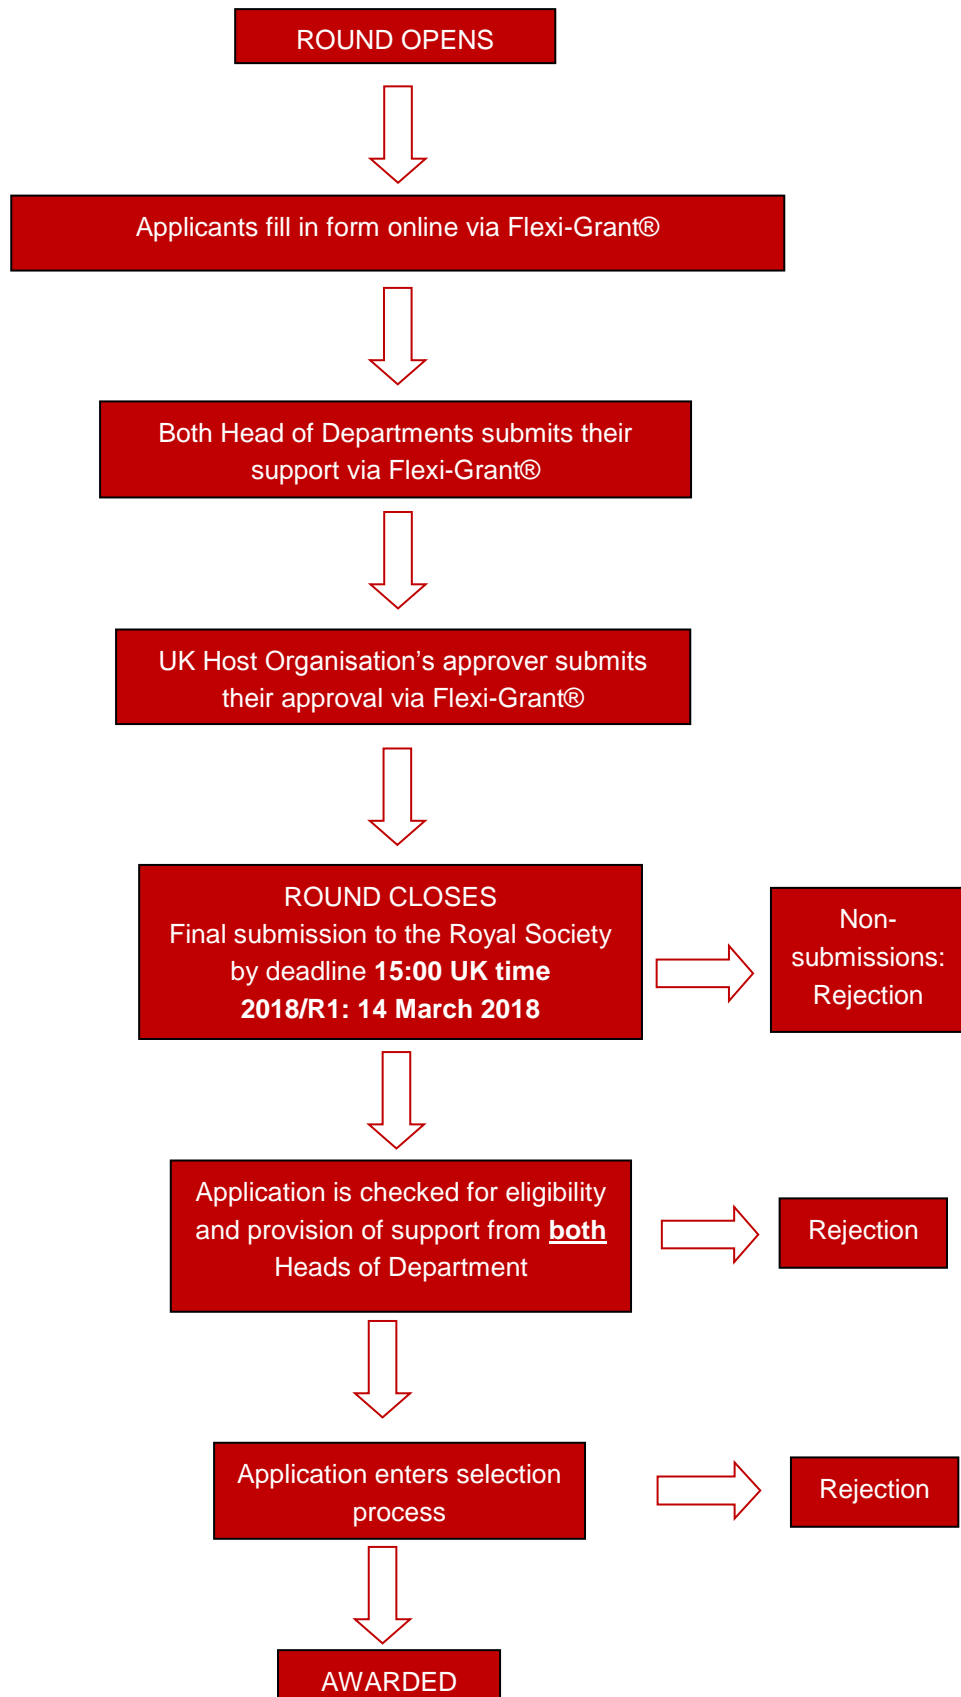 ROUND OPENS
Applicants fill in form online via Flexi-Grant®
Both Head of Departments submits their
support via Flexi-Grant®
UK Host Organisation’s approver submits
their approval via Flexi-Grant®
ROUND CLOSES
Final submission to the Royal Society
by deadline 15:00 UK time
2018/R1: 14 March 2018
Non-
submissions:
Rejection
Application is checked for eligibility
and provision of support from both
Heads of Department
Rejection
Application enters selection
process
Rejection
AWARDED